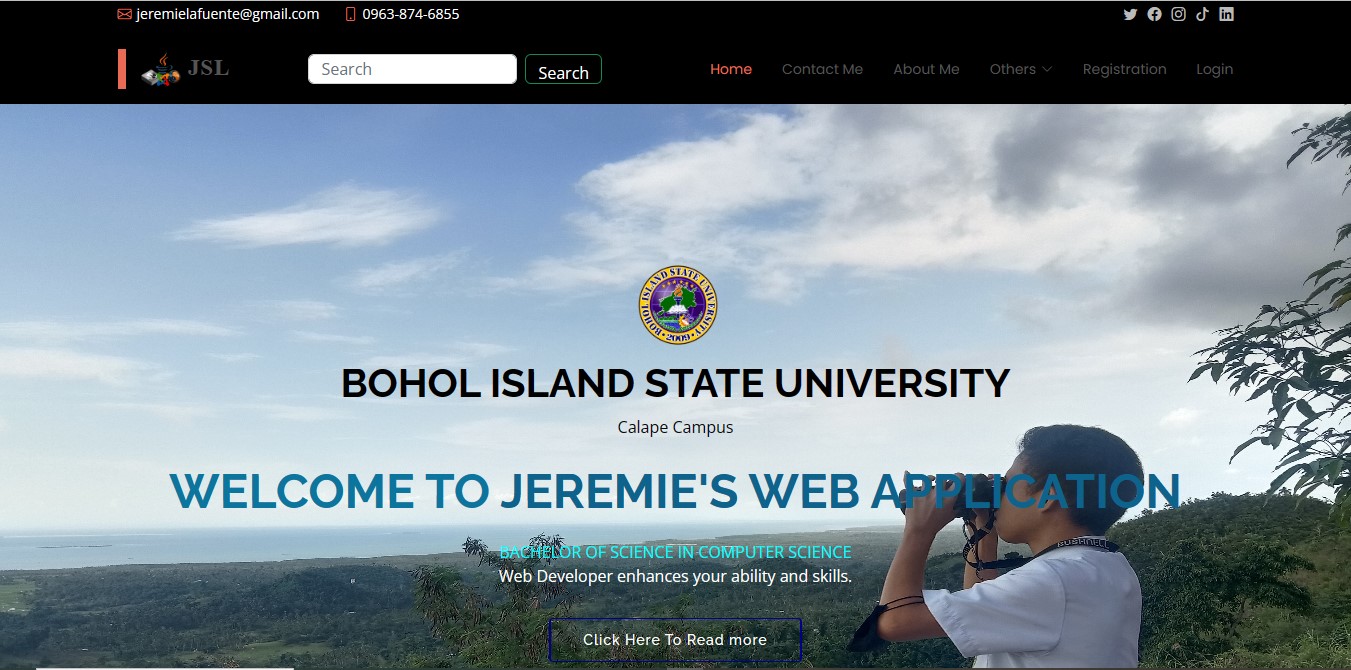 jeremielafuente@gmail.com 0963-874-6855
JSL
Search Search
Home Contact Me About Me Others Registration Login
BOHOL ISLAND STATE UNIVERSITY
2009
BOHOL ISLAND STATE UNIVERSITY
Calape Campus
WELCOME TO JEREMIE'S WEB APPLICATION
BUSHNELL
BACHELOR OF SCIENCE IN COMPUTER SCIENCE
Web Developer enhances your ability and skills.
Click Here To Read more